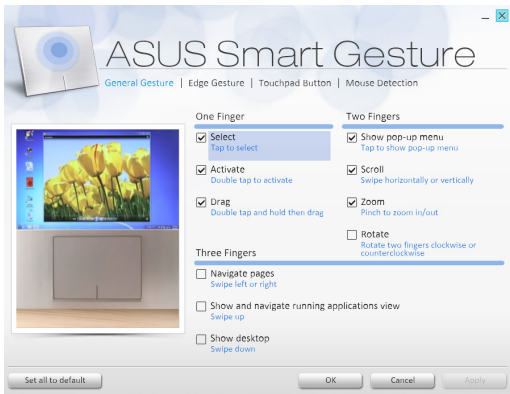 ASUS Smart Gesture
General Gesture | Edge Gesture | Touchpad Button | Mouse Detection
One Finger
Select
Tap to select
Activate
Double tap to activate
Drag
Double tap and hold then drag
Two Fingers
Show pop-up menu
Tap to show pop-up menu
Scroll
Swipe horizontally or vertically
Zoom
Pinch to zoom in/out
Rotate
Rotate two fingers clockwise or
counterclockwise
Three Fingers
Navigate pages
Swipe left or right
Show and navigate running applications view
Swipe up
Show desktop
Swipe down
Set all to default
OK
Cancel
Apply